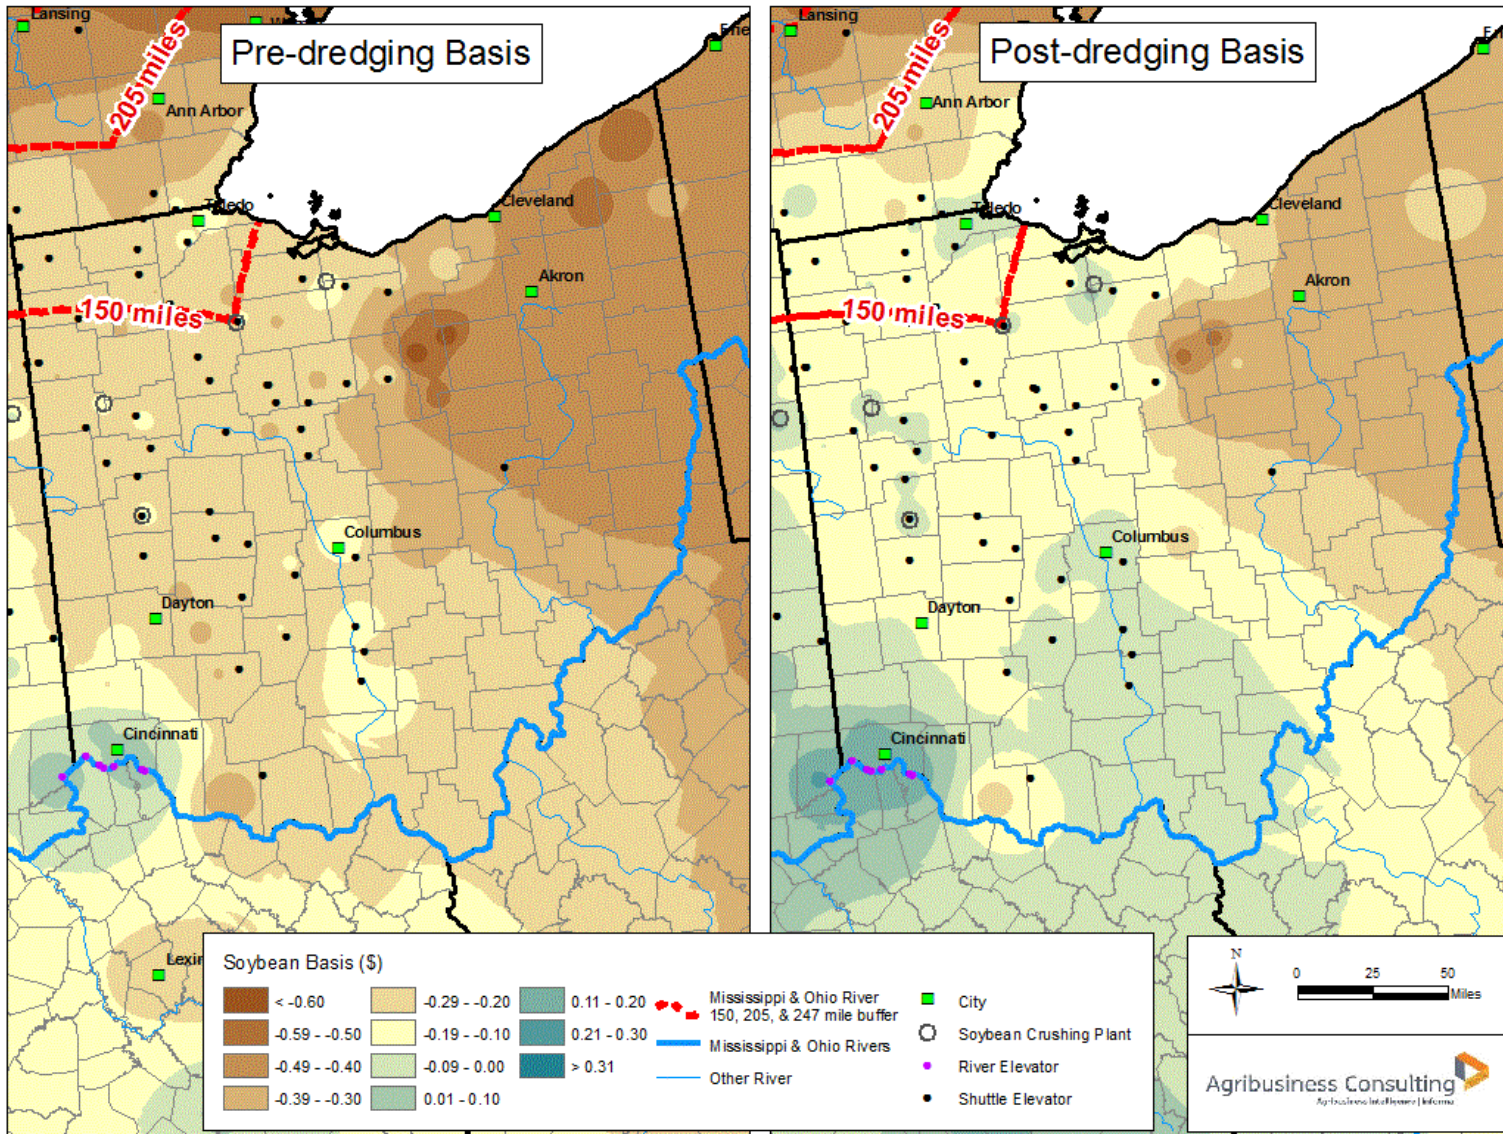 Pre-dredging Basis
Lansing
205 miles
Ann Arbor
Erie
Toledo
Cleveland
Akron
150 miles
Columbus
Dayton
Cincinnati
Post-dredging Basis
Lansing
205 miles
Ann Arbor
Toledo
Cleveland
Akron
150 miles
Columbus
Dayton
Cincinnati
Soybean Basis ($)
< -0.60
-0.59 - -0.50
-0.49 - -0.40
-0.39 - -0.30
-0.29 - -0.20
-0.19 - -0.10
-0.09 - 0.00
0.01 - 0.10
0.11 - 0.20
0.21 - 0.30
> 0.31
Mississippi & Ohio River
150, 205, & 247 mile buffer
Mississippi & Ohio Rivers
Other River
City
Soybean Crushing Plant
River Elevator
Shuttle Elevator
N
0 25 50
Miles
Agribusiness Consulting
Agribusiness Intelligence | Informa